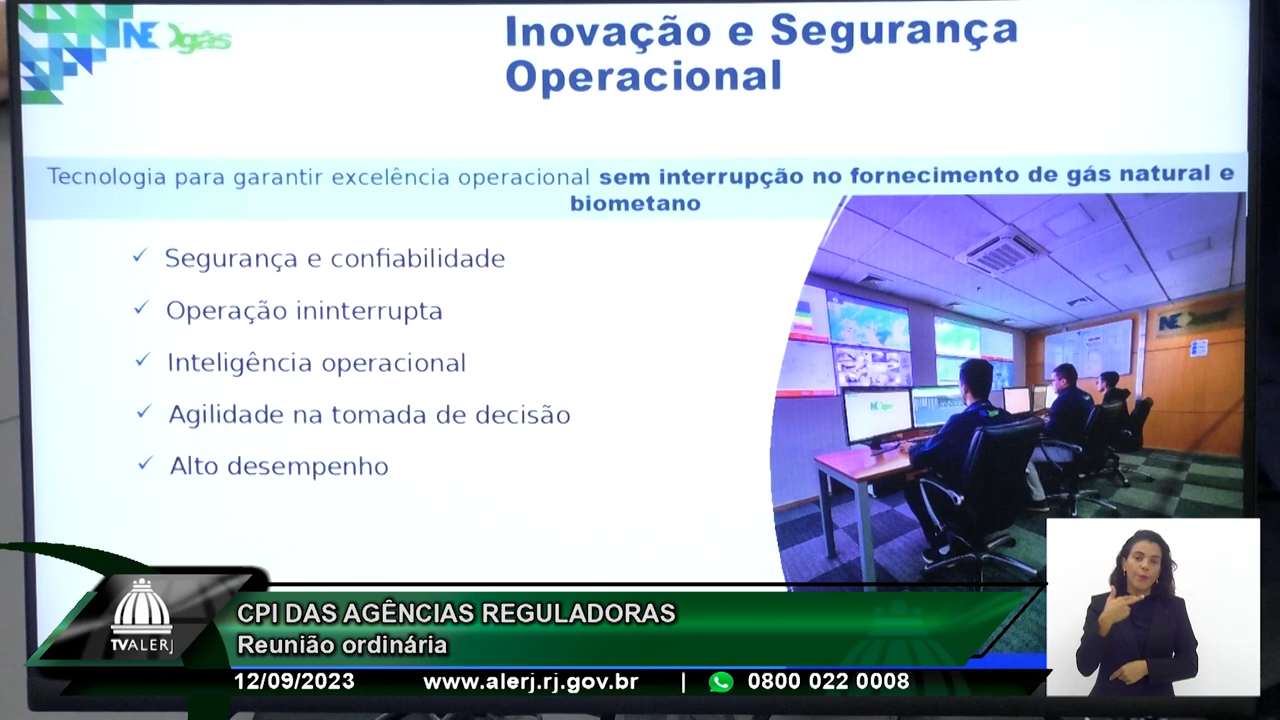 NEOgás
Inovação e Segurança
Operacional
Tecnologia para garantir excelência operacional sem interrupção no fornecimento de gás natural e
biometano
✓ Segurança e confiabilidade
✓ Operação ininterrupta
✓ Inteligência operacional
✓ Agilidade na tomada de decisão
✓ Alto desempenho
NEOgás
TVALERJ
CPI DAS AGÊNCIAS REGULADORAS
Reunião ordinária
12/09/2023 www.alerj.rj.gov.br | 0800 022 0008